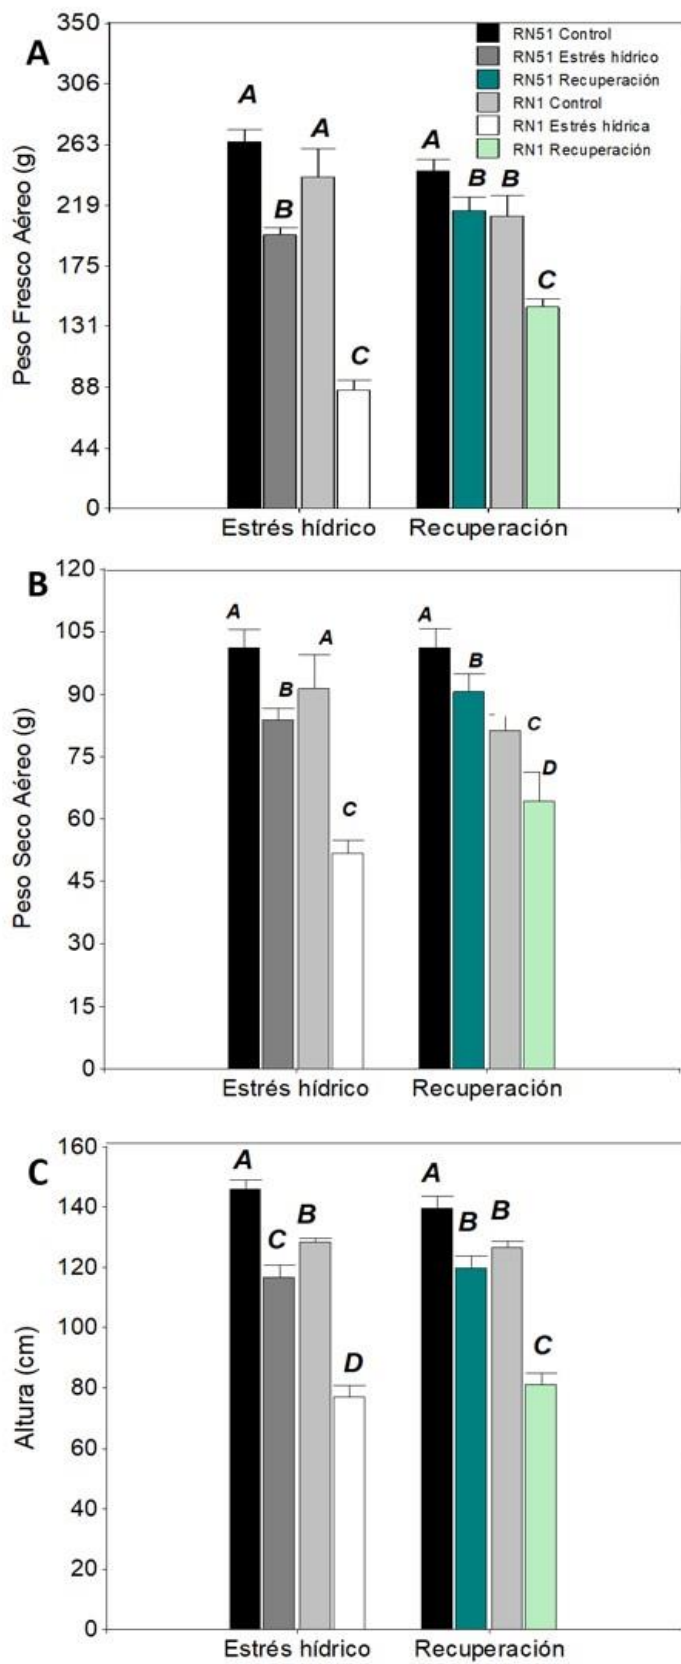 A
350
306
263
219
175
131
88
44
0
Peso Fresco Aéreo (g)
RN51 Control
RN51 Estrés hídrico
RN51 Recuperación
RN1 Control
RN1 Estrés hídrica
RN1 Recuperación
A
B
A
C
A
B
B
C
Estrés hídrico
Recuperación
B
120
105
90
75
60
45
30
15
0
Peso Seco Aéreo (g)
A
B
A
C
A
B
C
D
Estrés hídrico
Recuperación
C
160
140
120
100
80
60
40
20
0
Altura (cm)
A
C
B
D
A
B
B
C
Estrés hídrico
Recuperación